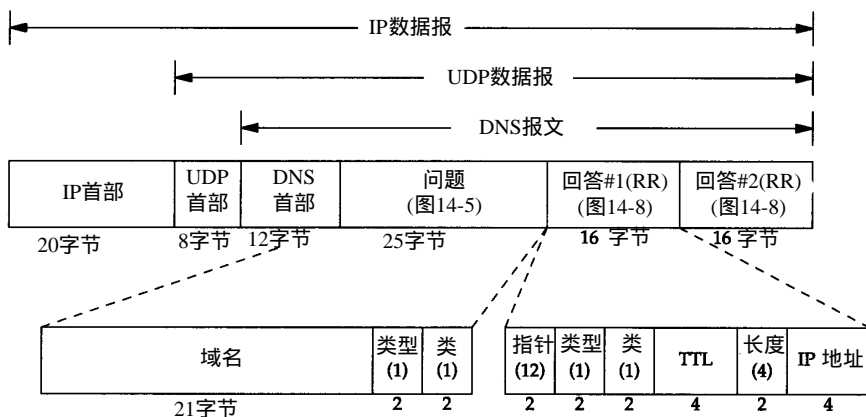 IP数据报
UDP数据报
DNS报文
IP首部
UDP
首部
DNS
首部
问题
(图14-5)
回答#1(RR)
(图14-8)
回答#2(RR)
(图14-8)
20字节
8字节
12字节
25字节
16 字节
16 字节
域名
类型
(1)
类
(1)
指针
(12)
类型
(1)
类
(1)
TTL
长度
(4)
IP 地址
21字节
2
2
2
2
2
4
2
4